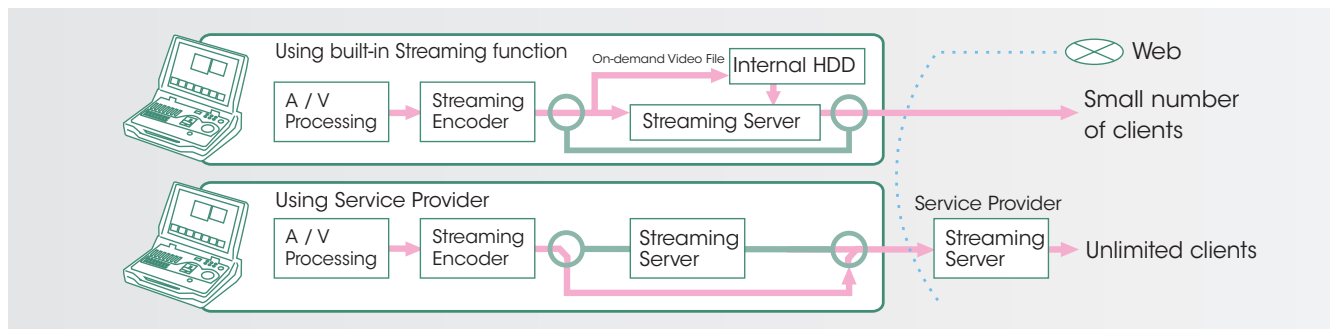 Using built-in Streaming function
On-demand Video File
Internal HDD
A / V
Processing
Streaming
Encoder
Streaming Server
Web
Small number
of clients
Using Service Provider
A / V
Processing
Streaming
Encoder
Streaming
Server
Service Provider
Streaming
Server
Unlimited clients